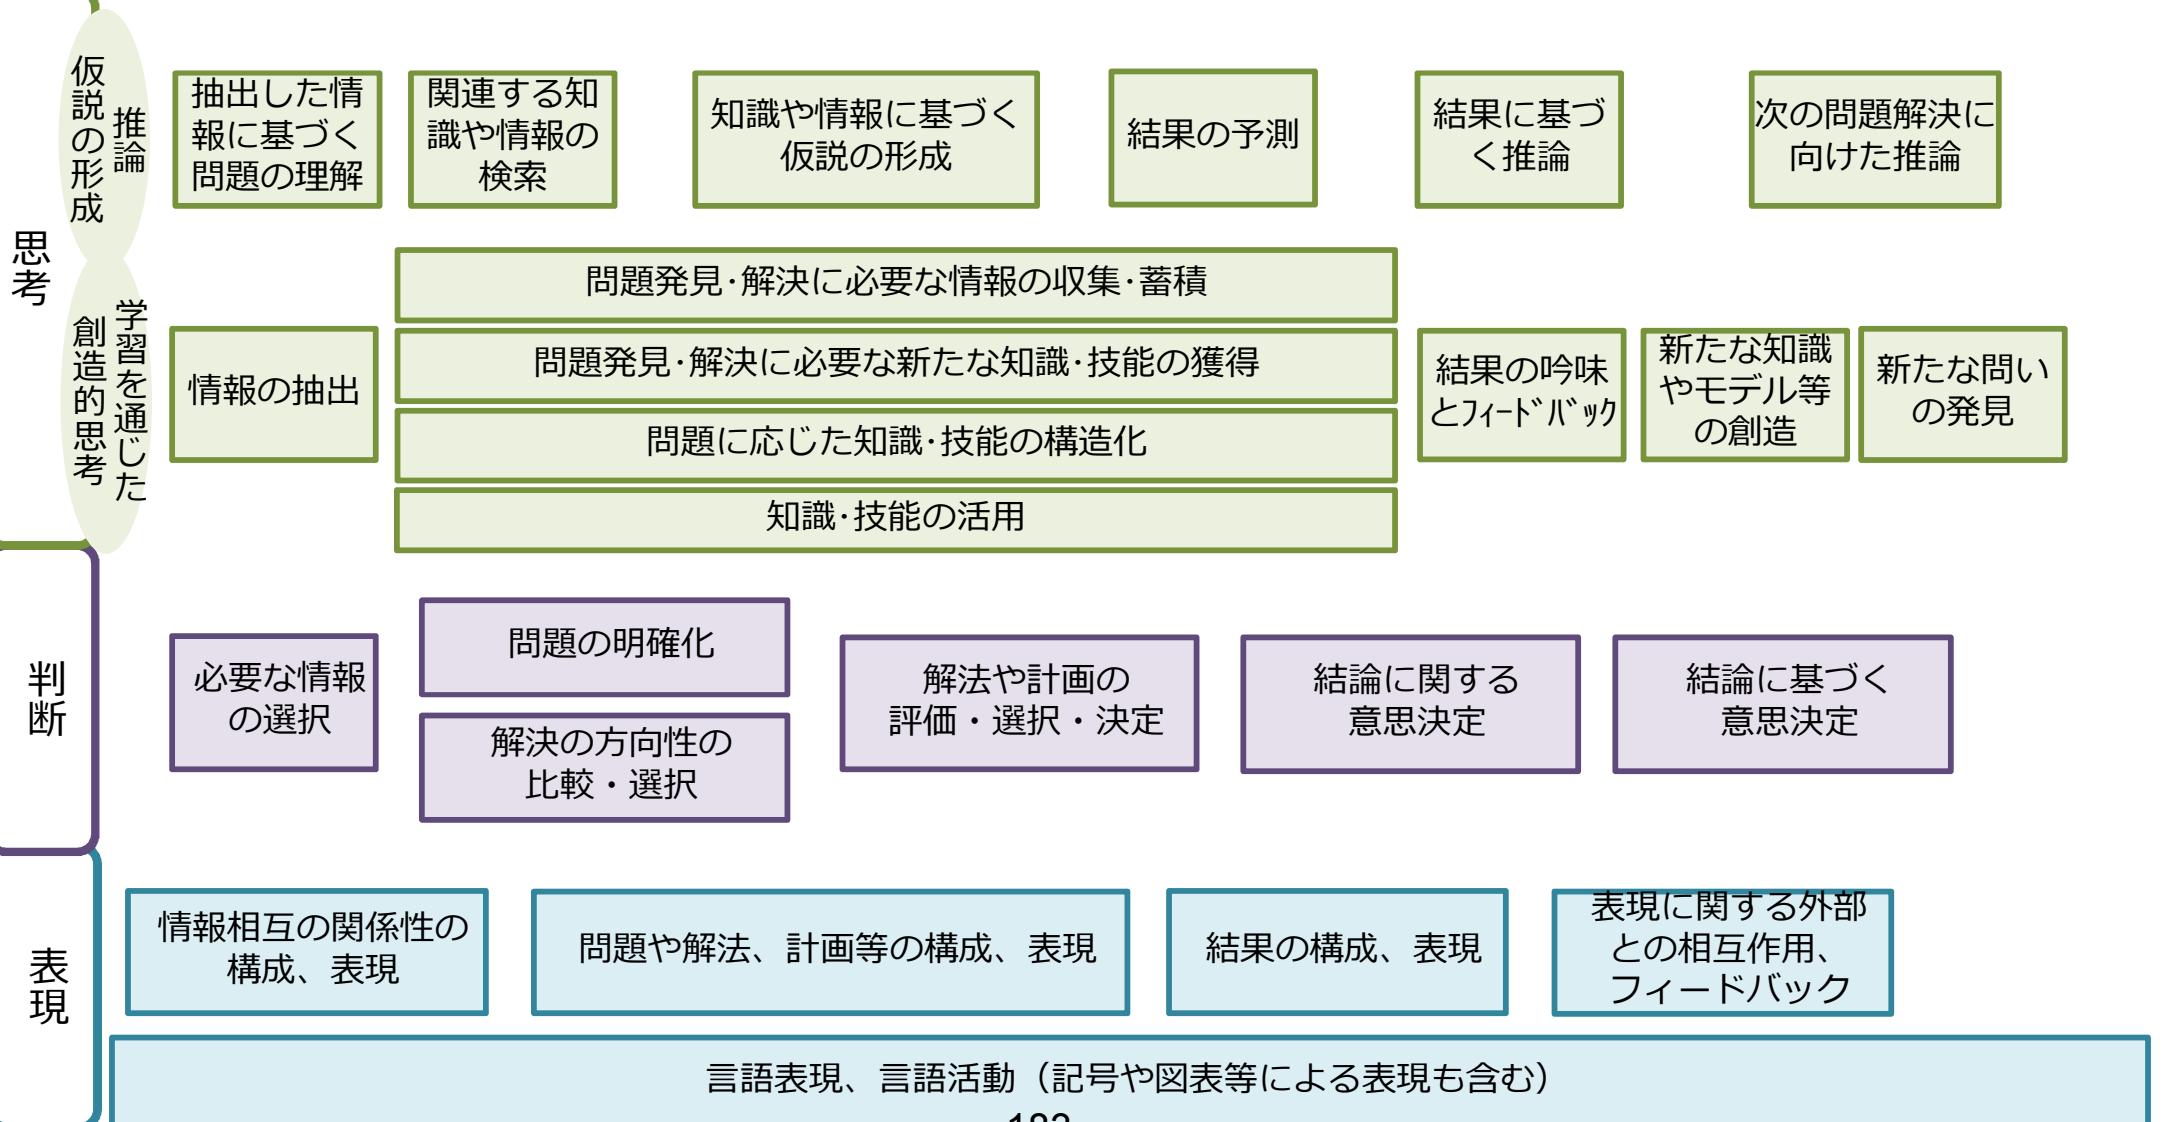 思考
仮説の形成
推論
抽出した情
報に基づく
問題の理解
関連する知
識や情報の
検索
知識や情報に基づく
仮説の形成
結果の予測
結果に基づ
く推論
次の問題解決に
向けた推論
学習を通じた
創造的思考
情報の抽出
問題発見･解決に必要な情報の収集･蓄積
問題発見･解決に必要な新たな知識･技能の獲得
問題に応じた知識･技能の構造化
知識･技能の活用
結果の吟味
とﾌｨｰﾄﾞﾊﾞｯｸ
新たな知識
やモデル等
の創造
新たな問い
の発見
判断
必要な情報
の選択
問題の明確化
解決の方向性の
比較・選択
解法や計画の
評価・選択・決定
結論に関する
意思決定
結論に基づく
意思決定
表現
情報相互の関係性の
構成、表現
問題や解法、計画等の構成、表現
結果の構成、表現
表現に関する外部
との相互作用、
フィードバック
言語表現、言語活動（記号や図表等による表現も含む）